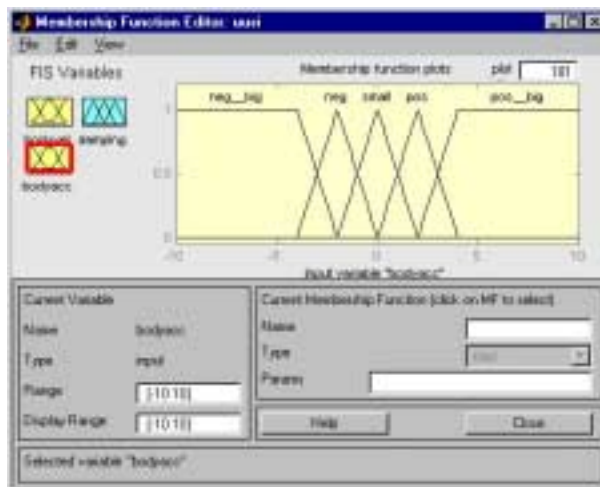 Membership Function Editor: uusi
File Edit View
FIS Variables
Membership function plots plot 181
neg_big neg small pos pos_big
damping
bodyacc
1
0.5
0
-10 -5 0 5 10
input variable "bodyacc"
Current Variable
Name bodyacc
Type input
Range [-10 10]
Display Range [-10 10]
Current Membership Function (click on MF to select)
Name
Type
Params
Help Close
Selected variable "bodyacc"